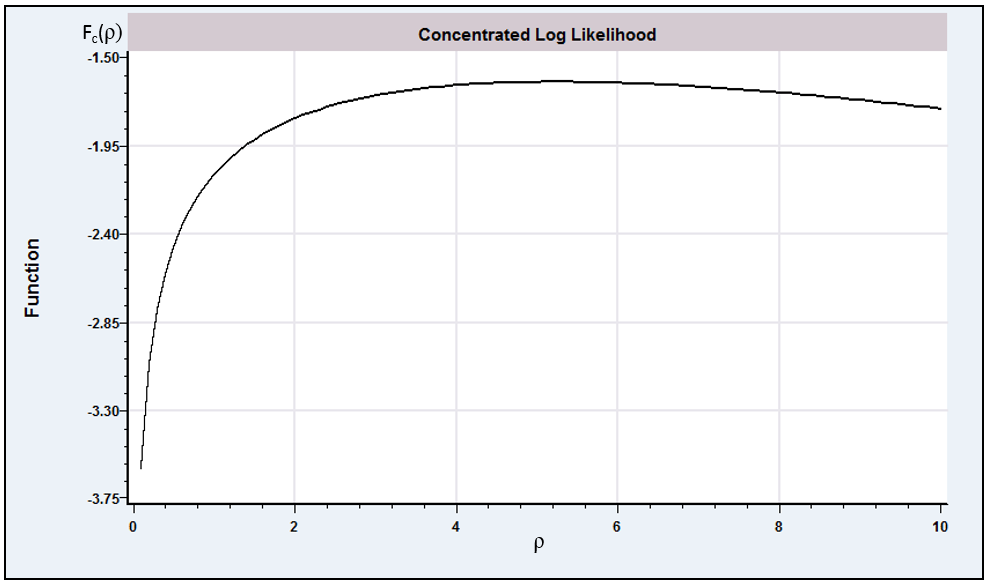 F_c(ρ)
Concentrated Log Likelihood
-1.50
-1.95
-2.40
-2.85
-3.30
-3.75
Function
0 2 4 6 8 10
ρ